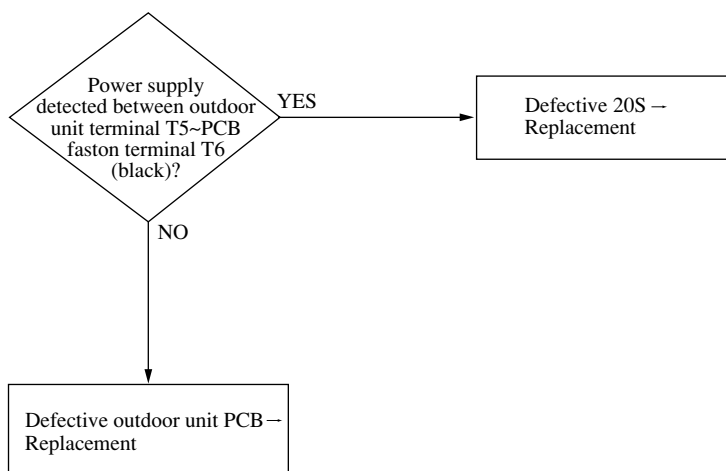 Power supply
detected between outdoor
unit terminal T5~PCB
faston terminal T6
(black)?
YES
Defective 20S →
Replacement
NO
Defective outdoor unit PCB→
Replacement